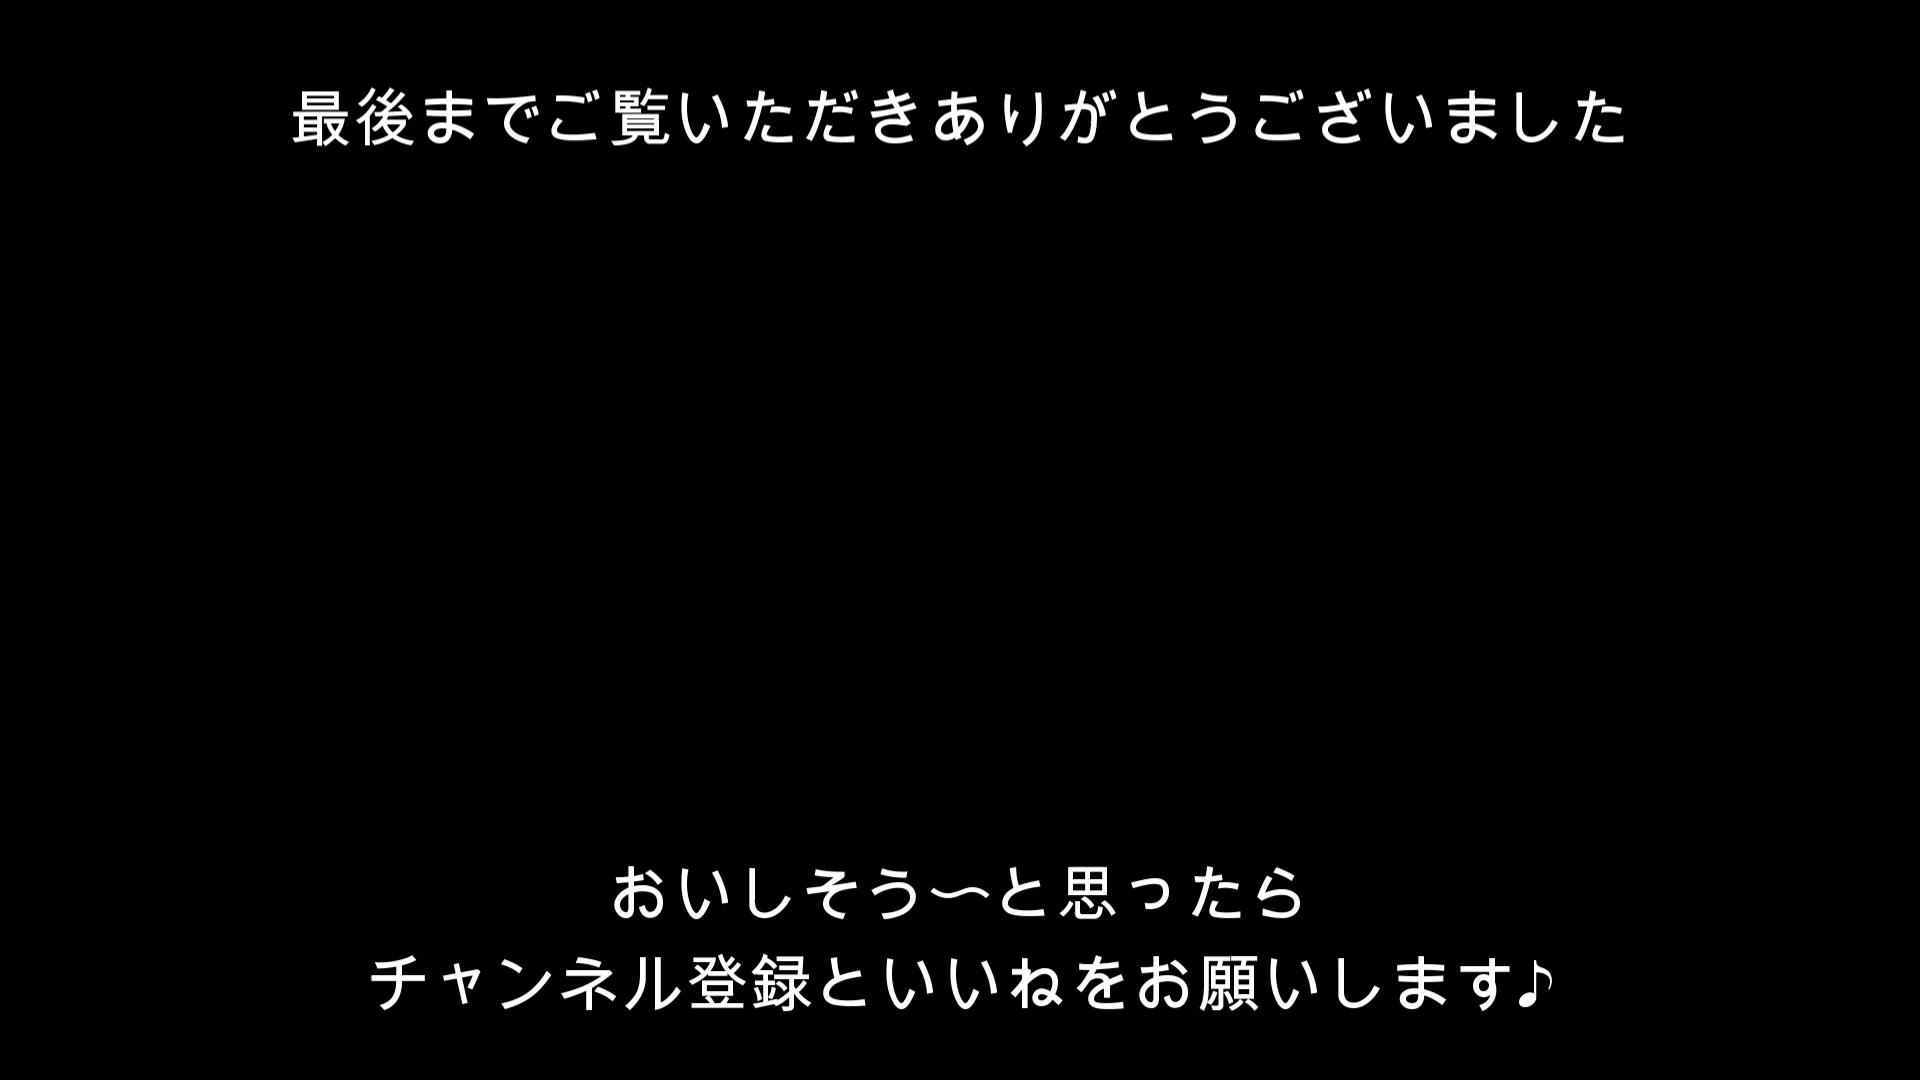 最後までご覧いただきありがとうございました
おいしそう〜と思ったら
チャンネル登録といいねをお願いします♪